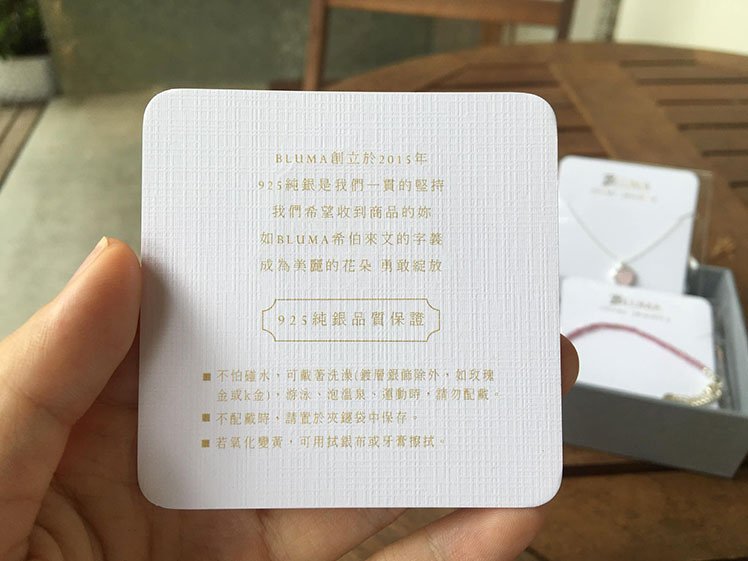 BLUMA創立於2015年
925純銀是我們一貫的堅持
我們希望收到商品的妳
如BLUMA希伯來文的字義
成為美麗的花朵 勇敢綻放
925純銀品質保證
■ 不怕碰水，可戴著洗澡(鍍層銀飾除外，如玫瑰
金或k金)，游泳、泡溫泉、運動時，請勿配戴。
■ 不配戴時、請置於夾鏈袋中保存。
■ 若氧化變黃，可用拭銀布或牙膏擦拭。
BLUMA
BLUMA